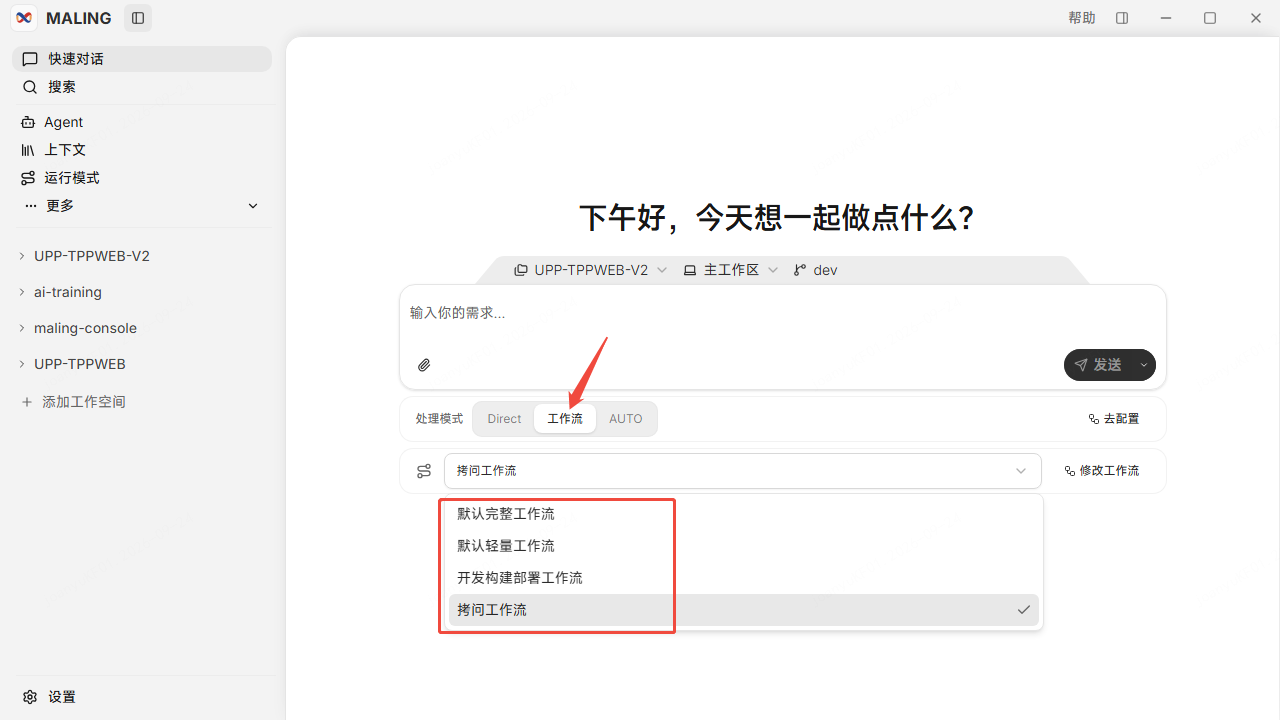 MALING
帮助
快速对话
搜索
Agent
上下文
运行模式
更多
UPP-TPPWEB-V2
ai-training
maling-console
UPP-TPPWEB
添加工作空间
设置
下午好，今天想一起做点什么？
UPP-TPPWEB-V2 主工作区 dev
输入你的需求...
发送
处理模式 Direct 工作流 AUTO 去配置
拷问工作流 修改工作流
默认完整工作流
默认轻量工作流
开发构建部署工作流
拷问工作流